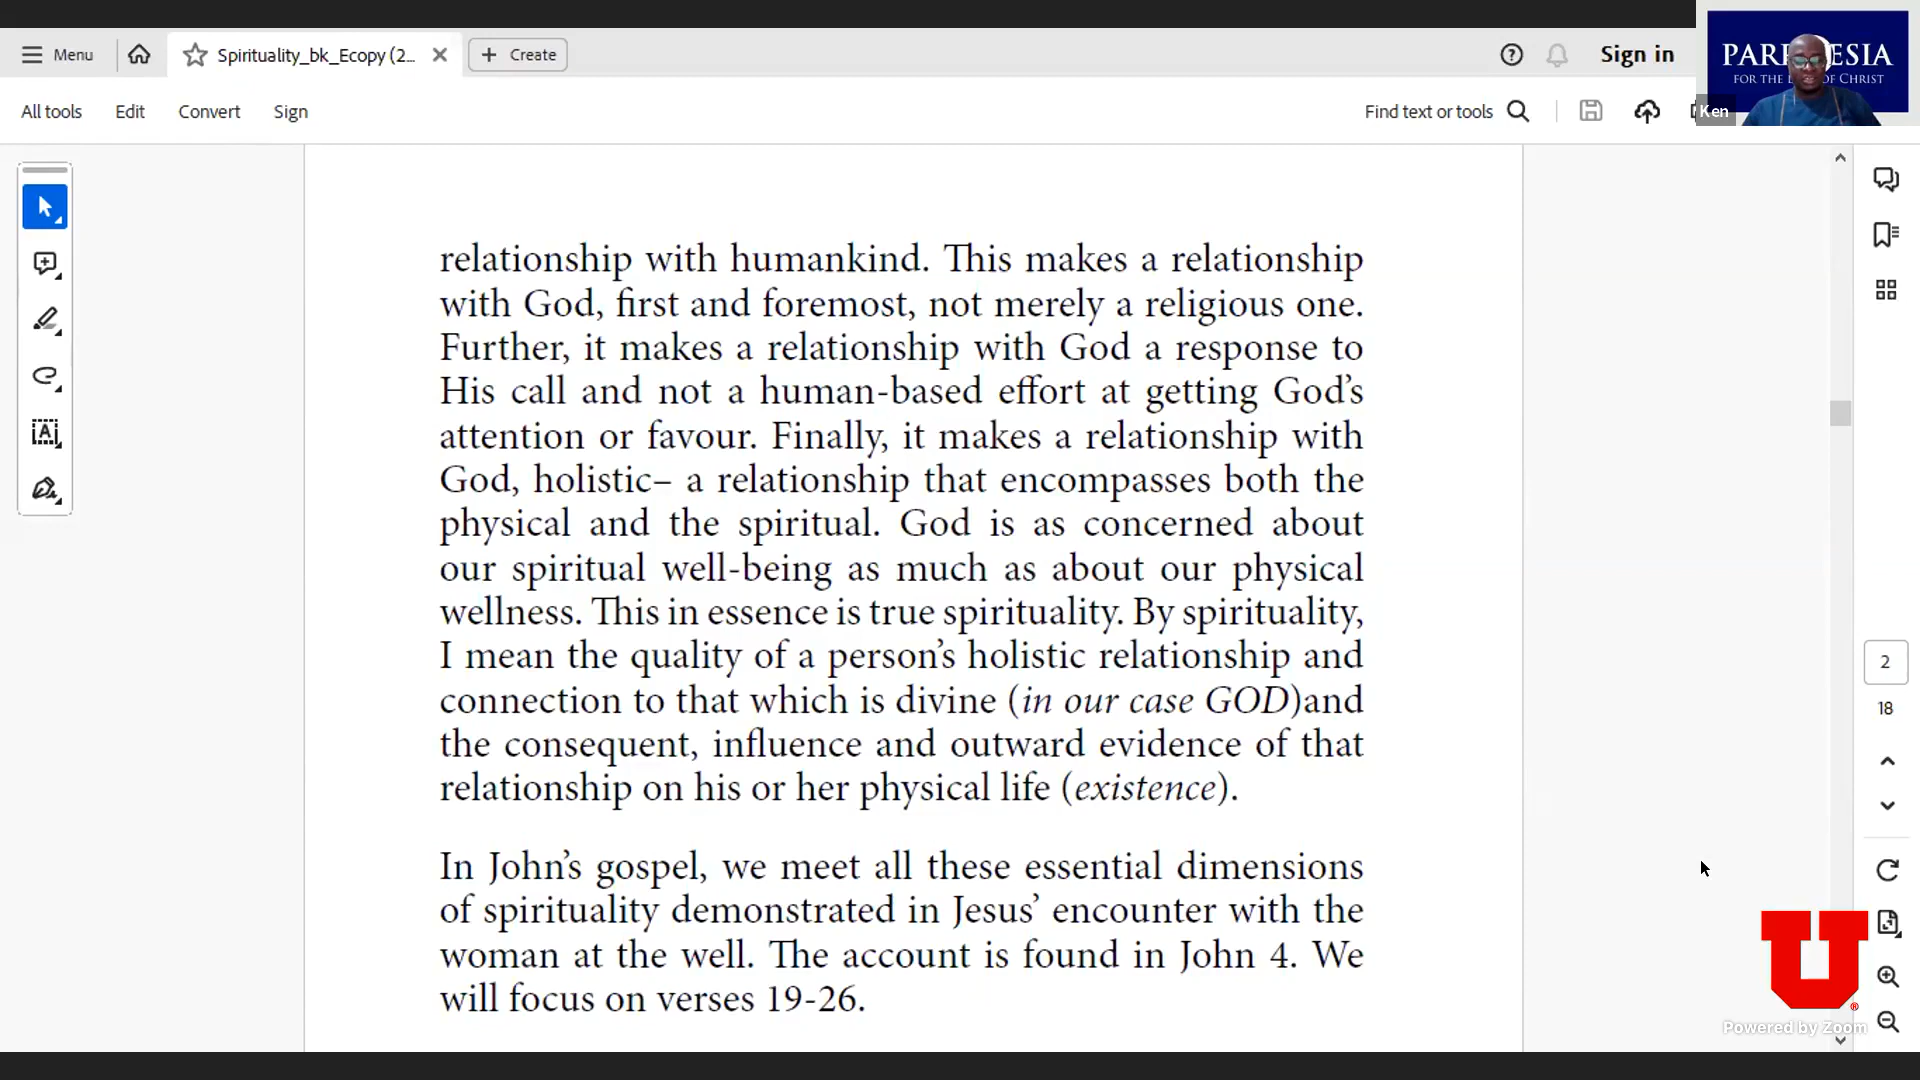 Menu
Spirituality_bk_Ecopy (2...
Create
Sign in
All tools
Edit
Convert
Sign
Find text or tools
FOR THE
OF CHRIST
Ken
relationship with humankind. This makes a relationship
with God, first and foremost, not merely a religious one.
Further, it makes a relationship with God a response to
His call and not a human-based effort at getting God's
attention or favour. Finally, it makes a relationship with
God, holistic– a relationship that encompasses both the
physical and the spiritual. God is as concerned about
our spiritual well-being as much as about our physical
wellness. This in essence is true spirituality. By spirituality,
I mean the quality of a person's holistic relationship and
connection to that which is divine (in our case GOD)and
the consequent, influence and outward evidence of that
relationship on his or her physical life (existence).
In John's gospel, we meet all these essential dimensions
of spirituality demonstrated in Jesus' encounter with the
woman at the well. The account is found in John 4. We
will focus on verses 19-26.
2
18
U
Powered by Zoom